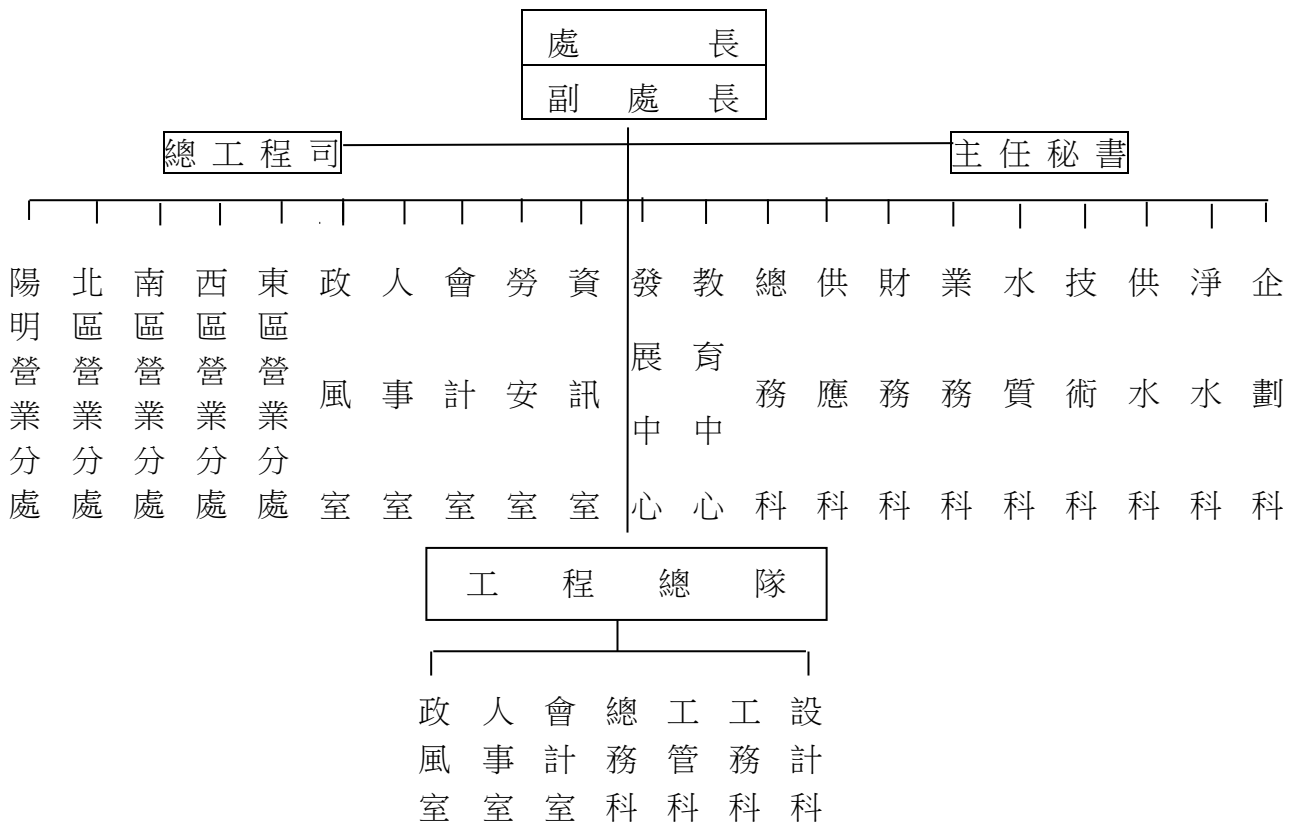 處長
副處長
總工程司
主任秘書
陽明營業分處
北區營業分處
南區營業分處
西區營業分處
東區營業分處
政風室
人事室
會計室
勞安室
資訊室
發展中心
教育中心
總務科
供應科
財務科
業務科
水質科
技術科
供水科
淨水科
企劃科
工程總隊
政風室
人事室
會計室
總務科
工管科
工務科
設計科